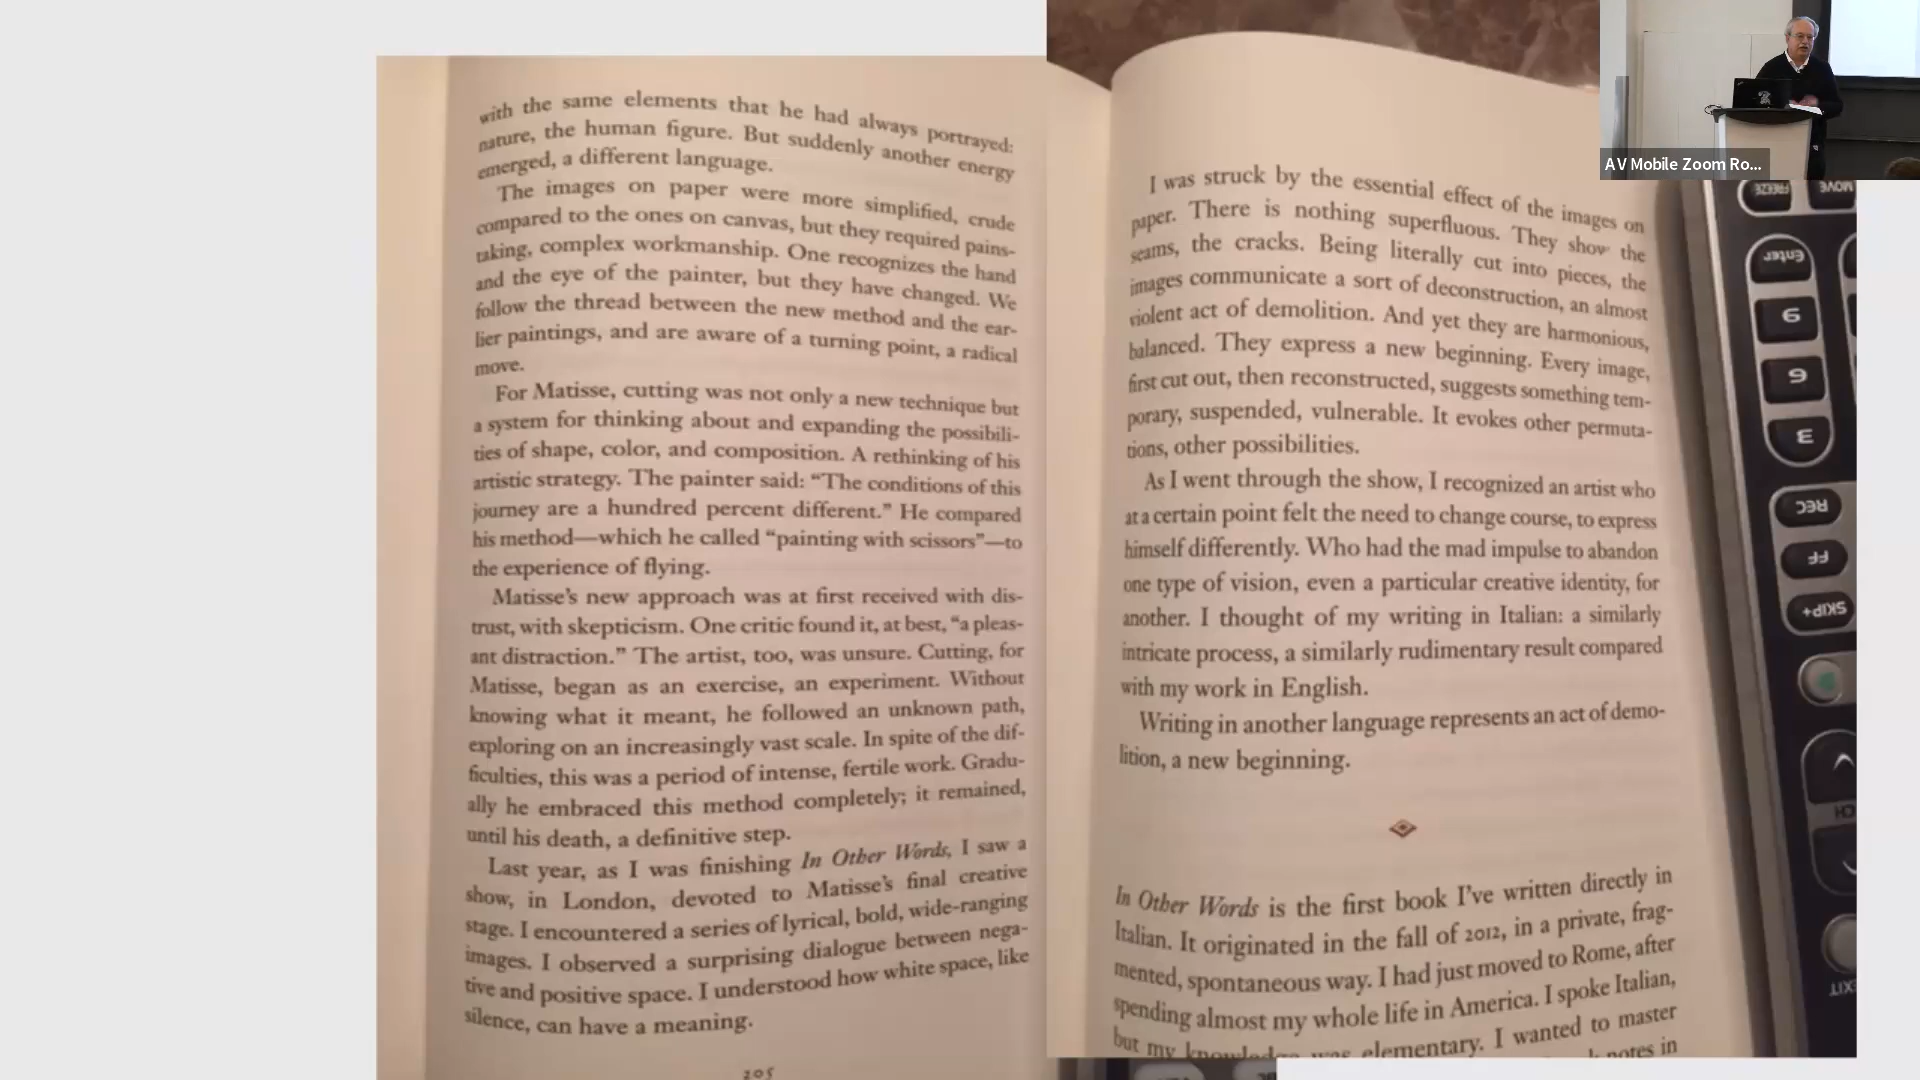 with the same elements that he had always portrayed:
nature, the human figure. But suddenly another energy
emerged, a different language.
The images on paper were more simplified, crude
compared to the ones on canvas, but they required pains-
taking, complex workmanship. One recognizes the hand
and the eye of the painter, but they have changed. We
follow the thread between the new method and the ear-
lier paintings, and are aware of a turning point, a radical
move.
For Matisse, cutting was not only a new technique but
a system for thinking about and expanding the possibili-
ties of shape, color, and composition. A rethinking of his
artistic strategy. The painter said: “The conditions of this
journey are a hundred percent different.” He compared
his method—which he called “painting with scissors”—to
the experience of flying.
Matisse’s new approach was at first received with dis-
trust, with skepticism. One critic found it, at best, “a pleas-
ant distraction.” The artist, too, was unsure. Cutting, for
Matisse, began as an exercise, an experiment. Without
knowing what it meant, he followed an unknown path,
exploring on an increasingly vast scale. In spite of the dif-
ficulties, this was a period of intense, fertile work. Gradu-
ally he embraced this method completely; it remained,
until his death, a definitive step.
Last year, as I was finishing In Other Words, I saw a
show, in London, devoted to Matisse’s final creative
stage. I encountered a series of lyrical, bold, wide-ranging
images. I observed a surprising dialogue between nega-
tive and positive space. I understood how white space, like
silence, can have a meaning.
205
I was struck by the essential effect of the images on
paper. There is nothing superfluous. They show the
seams, the cracks. Being literally cut into pieces, the
images communicate a sort of deconstruction, an almost
violent act of demolition. And yet they are harmonious,
balanced. They express a new beginning. Every image,
first cut out, then reconstructed, suggests something tem-
porary, suspended, vulnerable. It evokes other permuta-
tions, other possibilities.
As I went through the show, I recognized an artist who
at a certain point felt the need to change course, to express
himself differently. Who had the mad impulse to abandon
one type of vision, even a particular creative identity, for
another. I thought of my writing in Italian: a similarly
intricate process, a similarly rudimentary result compared
with my work in English.
Writing in another language represents an act of demo-
lition, a new beginning.
In Other Words is the first book I’ve written directly in
Italian. It originated in the fall of 2012, in a private, frag-
mented, spontaneous way. I had just moved to Rome, after
spending almost my whole life in America. I spoke Italian,
but my knowledge was elementary. I wanted to master
notes in
AV Mobile Zoom Ro...
FREEZE
MOVE
Enter
9
6
3
REC
FF
SKIP+
CH
EXIT